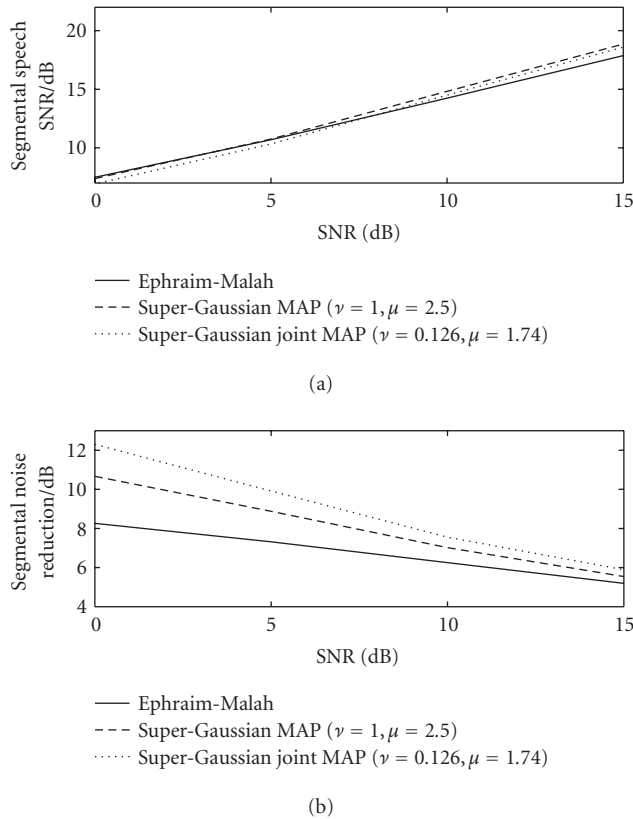 20
15
10
Segmental speech
SNR/dB
0
5
10
15
SNR (dB)
Ephraim-Malah
Super-Gaussian MAP (ν = 1, μ = 2.5)
Super-Gaussian joint MAP (ν = 0.126, μ = 1.74)
(a)
12
10
8
6
4
Segmental noise
reduction/dB
0
5
10
15
SNR (dB)
Ephraim-Malah
Super-Gaussian MAP (ν = 1, μ = 2.5)
Super-Gaussian joint MAP (ν = 0.126, μ = 1.74)
(b)